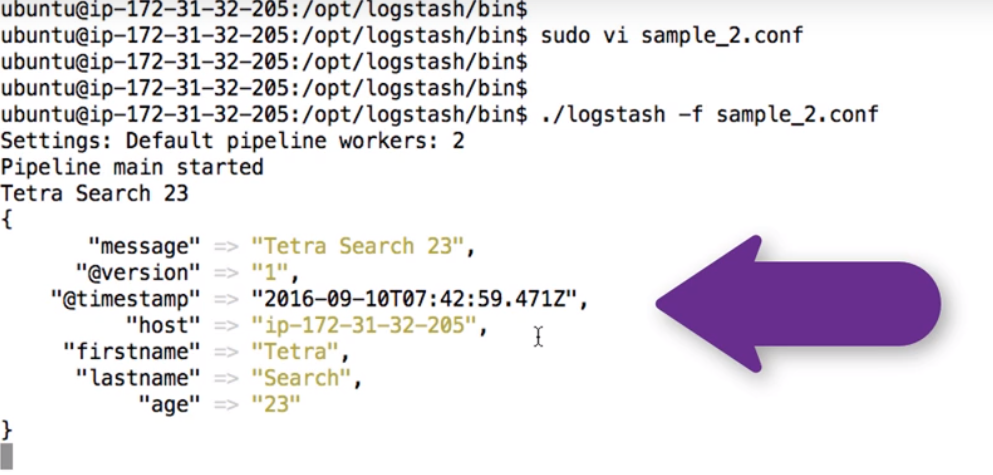 ubuntu@ip-172-31-32-205:/opt/logstash/bin$
ubuntu@ip-172-31-32-205:/opt/logstash/bin$ sudo vi sample_2.conf
ubuntu@ip-172-31-32-205:/opt/logstash/bin$
ubuntu@ip-172-31-32-205:/opt/logstash/bin$
ubuntu@ip-172-31-32-205:/opt/logstash/bin$ ./logstash -f sample_2.conf
Settings: Default pipeline workers: 2
Pipeline main started
Tetra Search 23
{
"message" => "Tetra Search 23",
"@version" => "1",
"@timestamp" => "2016-09-10T07:42:59.471Z",
"host" => "ip-172-31-32-205",
"firstname" => "Tetra",
"lastname" => "Search",
"age" => "23"
}